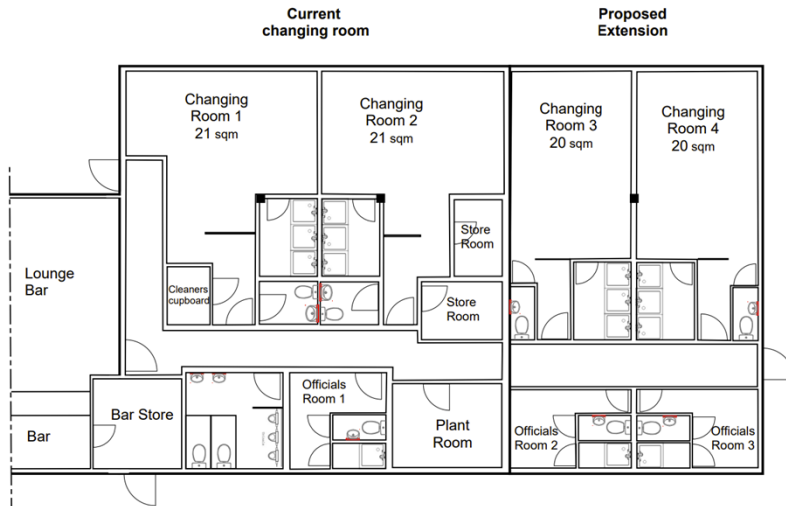 Current
changing room
Proposed
Extension
Changing
Room 1
21 sqm
Changing
Room 2
21 sqm
Changing
Room 3
20 sqm
Changing
Room 4
20 sqm
Store
Room
Lounge
Bar
Cleaners
cupboard
Store
Room
Officials
Room 1
Bar Store
Bar
Plant
Room
Officials
Room 2
Officials
Room 3